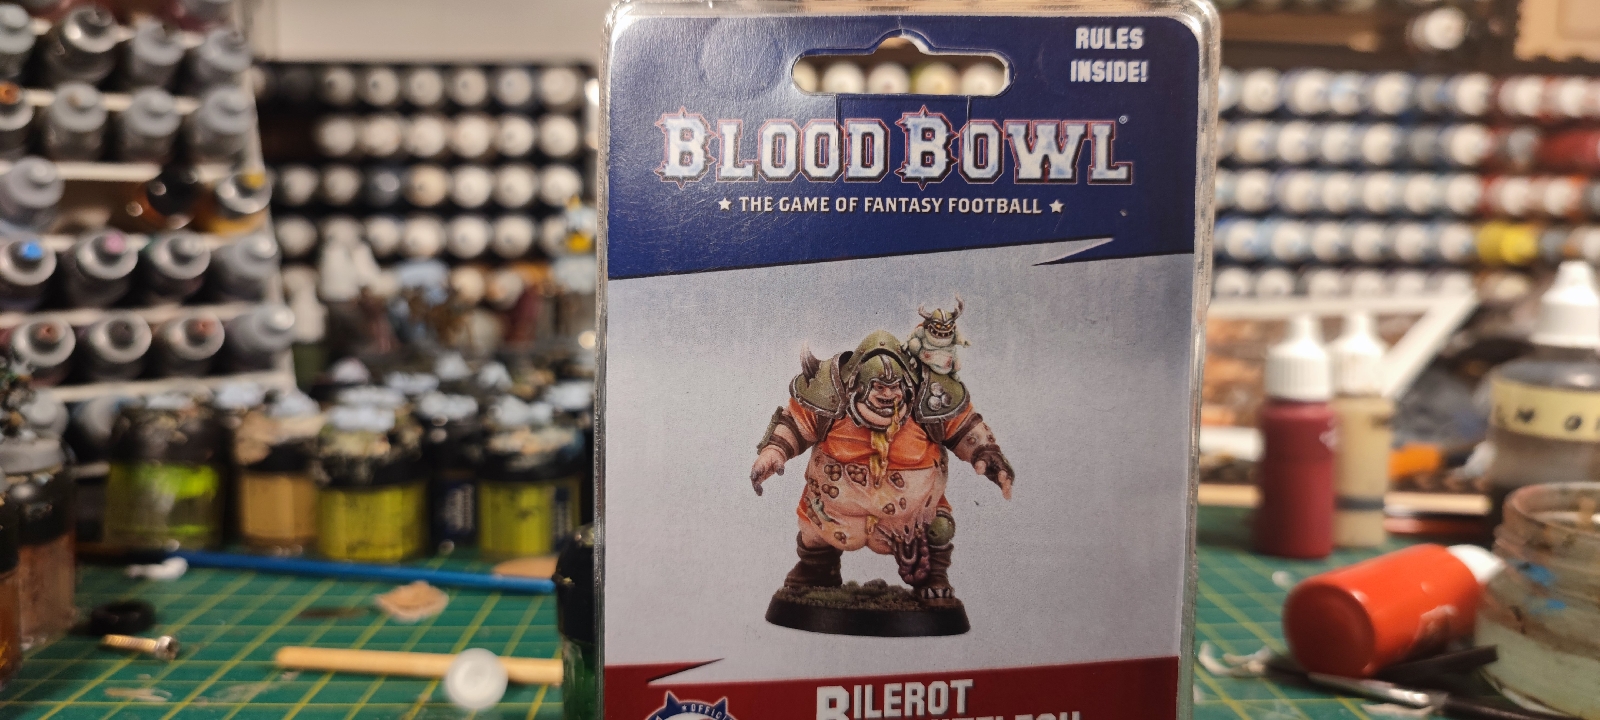 RULES
INSIDE!
BLOOD BOWL®
★ THE GAME OF FANTASY FOOTBALL ★
BILEROT